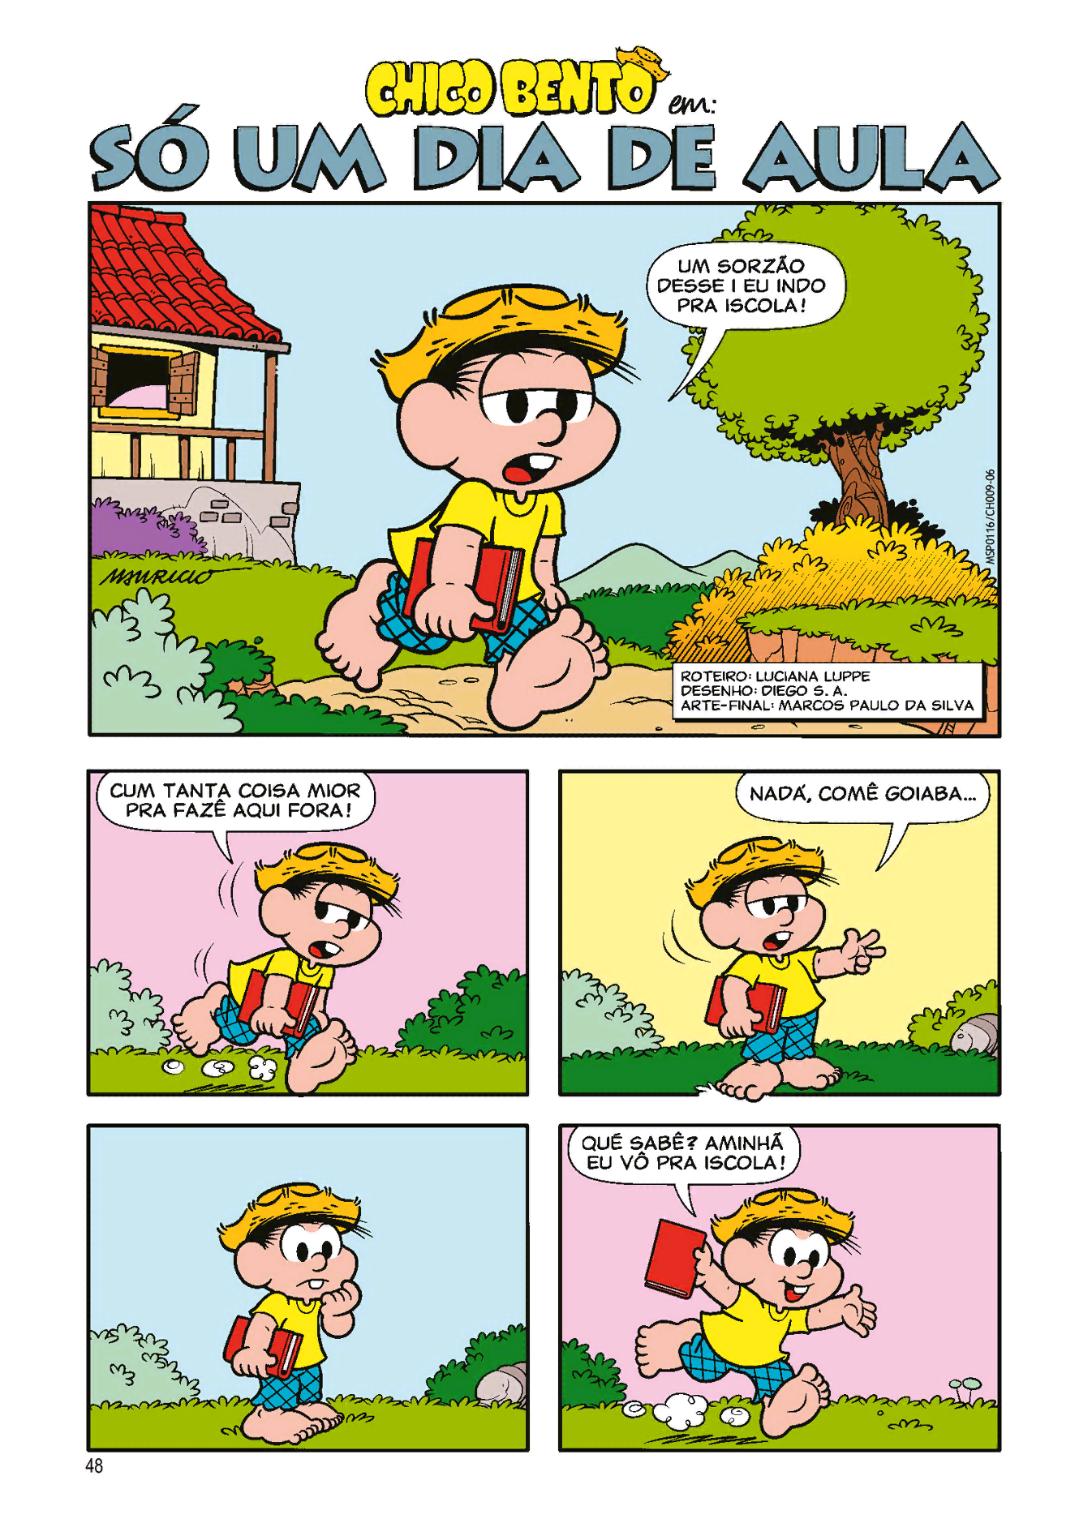 CHICO BENTO em:
SÓ UM DIA DE AULA
UM SORZÃO
DESSE I EU INDO
PRA ISCOLA!
MAURICIO
MSP0116/CH009-06
ROTEIRO: LUCIANA LUPPE
DESENHO: DIEGO S. A.
ARTE-FINAL: MARCOS PAULO DA SILVA
CUM TANTA COISA MIOR
PRA FAZÊ AQUI FORA!
NADÁ, COMÊ GOIABA...
QUÉ SABÊ? AMINHÃ
EU VÔ PRA ISCOLA!
48